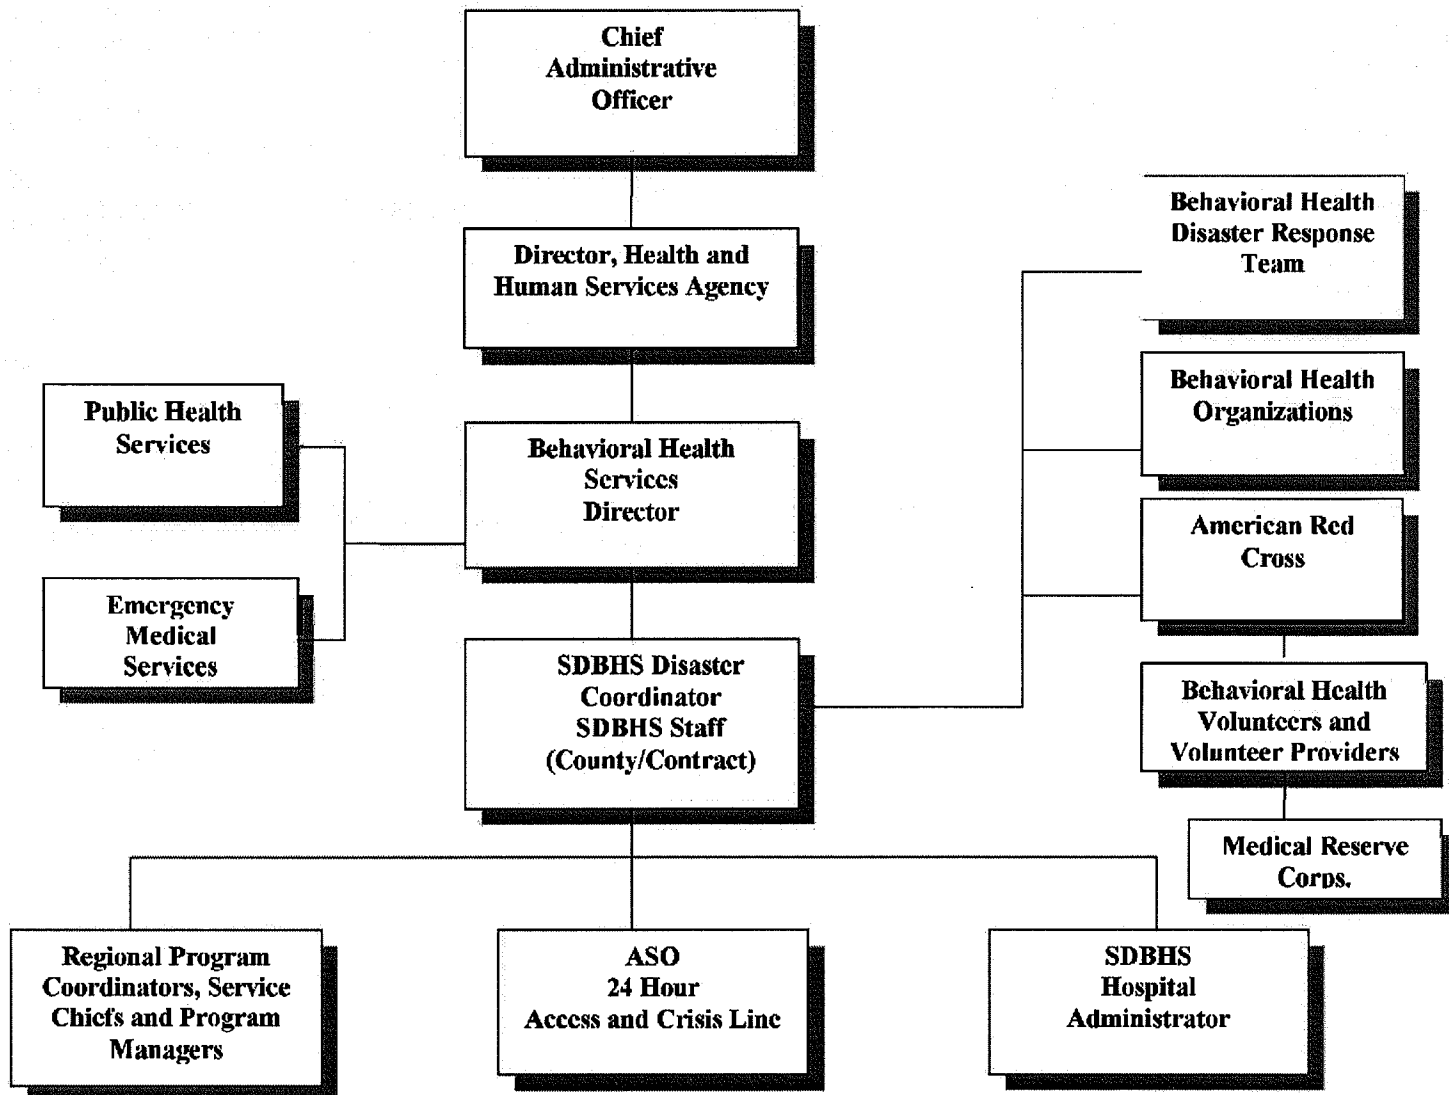 Chief
Administrative
Officer
Director, Health and
Human Services Agency
Public Health
Services
Behavioral Health
Services
Director
Emergency
Medical
Services
SDBHS Disaster
Coordinator
SDBHS Staff
(County/Contract)
Behavioral Health
Disaster Response
Team
Behavioral Health
Organizations
American Red
Cross
Behavioral Health
Volunteers and
Volunteer Providers
Medical Reserve
Corps.
Regional Program
Coordinators, Service
Chiefs and Program
Managers
ASO
24 Hour
Access and Crisis Line
SDBHS
Hospital
Administrator